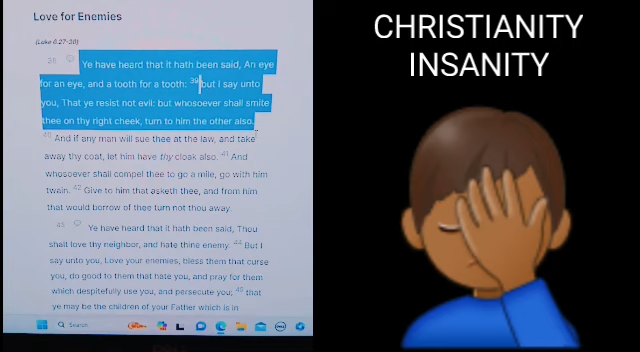 Love for Enemies
(Luke 6:27-36)
38 Ye have heard that it hath been said, An eye
for an eye, and a tooth for a tooth: 39 but I say unto
you, That ye resist not evil: but whosoever shall smite
thee on thy right cheek, turn to him the other also.
40 And if any man will sue thee at the law, and take
away thy coat, let him have thy cloak also. 41 And
whosoever shall compel thee to go a mile, go with him
twain. 42 Give to him that asketh thee, and from him
that would borrow of thee turn not thou away.
43 Ye have heard that it hath been said, Thou
shalt love thy neighbor, and hate thine enemy. 44 But I
say unto you, Love your enemies, bless them that curse
you, do good to them that hate you, and pray for them
which despitefully use you, and persecute you; 45 that
ye may be the children of your Father which is in
Search
DELL
CHRISTIANITY
INSANITY